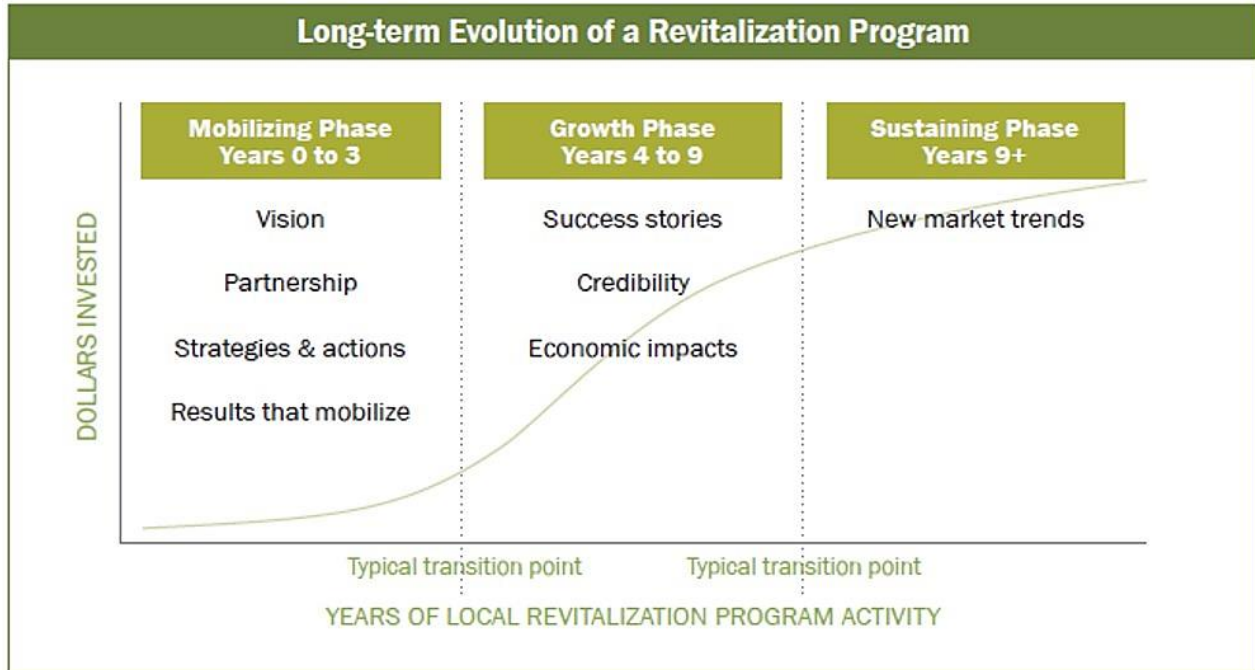 Long-term Evolution of a Revitalization Program
Mobilizing Phase
Years 0 to 3
Vision
Partnership
Strategies & actions
Results that mobilize
Growth Phase
Years 4 to 9
Success stories
Credibility
Economic impacts
Sustaining Phase
Years 9+
New market trends
DOLLARS INVESTED
Typical transition point
Typical transition point
YEARS OF LOCAL REVITALIZATION PROGRAM ACTIVITY